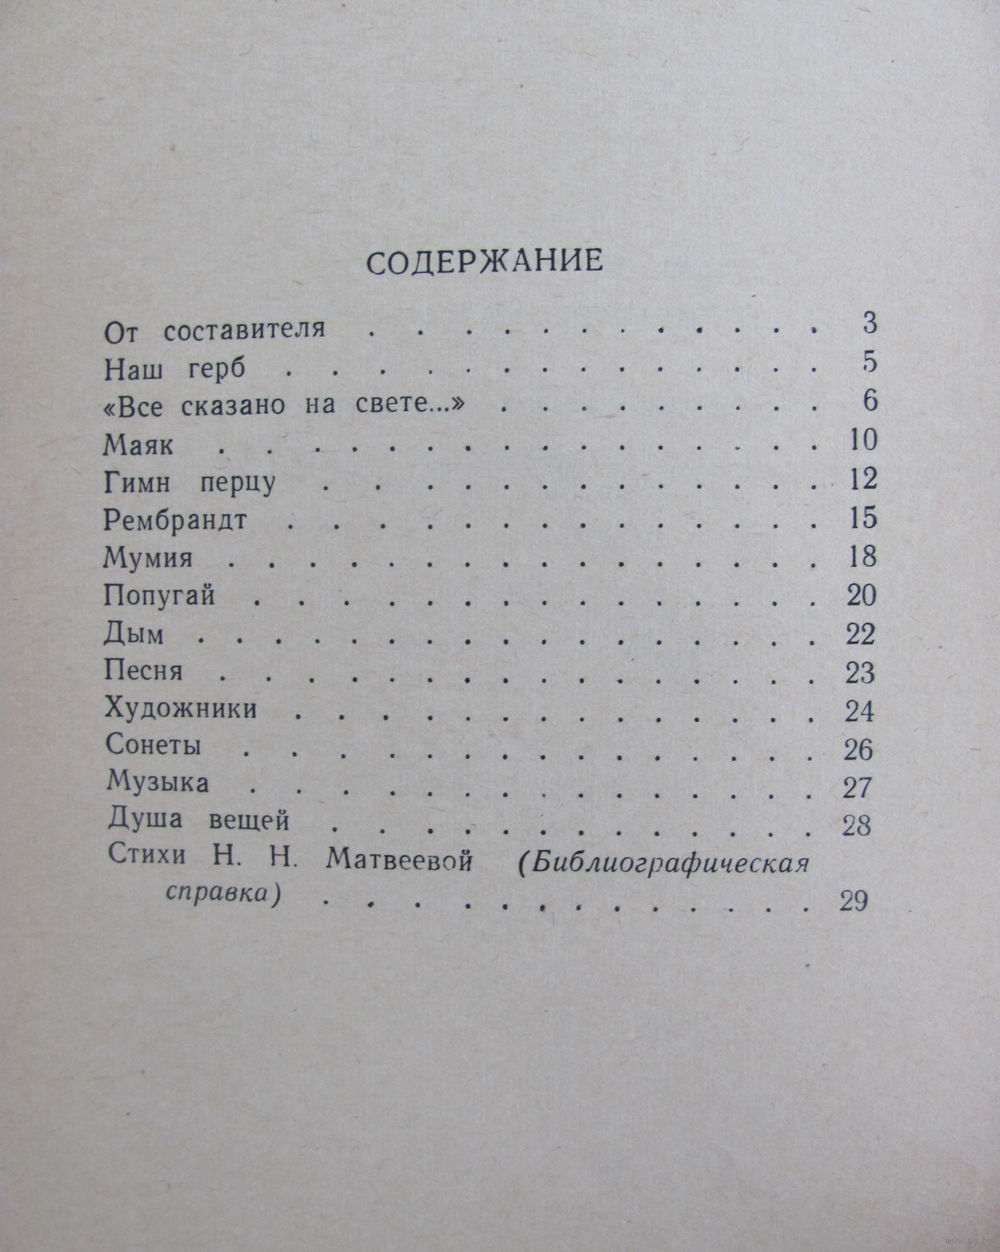 СОДЕРЖАНИЕ
От составителя . . . . . . . . . . . . 3
Наш герб . . . . . . . . . . . . . . 5
«Все сказано на свете...» . . . . . . . . . 6
Маяк . . . . . . . . . . . . . . . 10
Гимн перцу . . . . . . . . . . . . . 12
Рембрандт . . . . . . . . . . . . . . 15
Мумия . . . . . . . . . . . . . . . 18
Попугай . . . . . . . . . . . . . . 20
Дым . . . . . . . . . . . . . . . . 22
Песня . . . . . . . . . . . . . . . 23
Художники . . . . . . . . . . . . . 24
Сонеты . . . . . . . . . . . . . . 26
Музыка . . . . . . . . . . . . . . 27
Душа вещей . . . . . . . . . . . . 28
Стихи Н. Н. Матвеевой (Библиографическая
справка) . . . . . . . . . . . . . 29